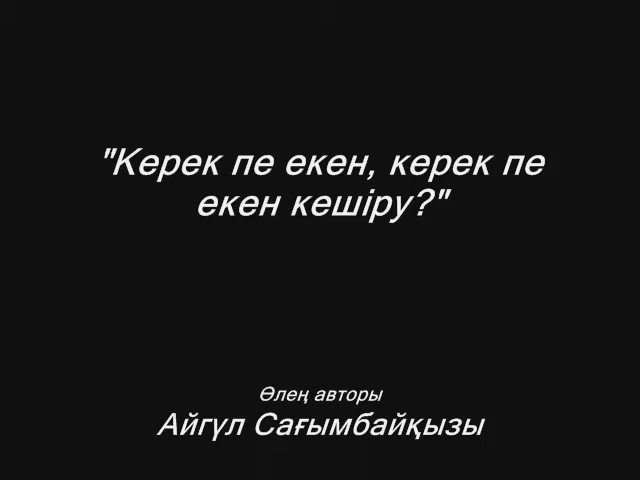 "Керек пе екен, керек пе
екен кешіру?"
Өлең авторы
Айгүл Сағымбайқызы